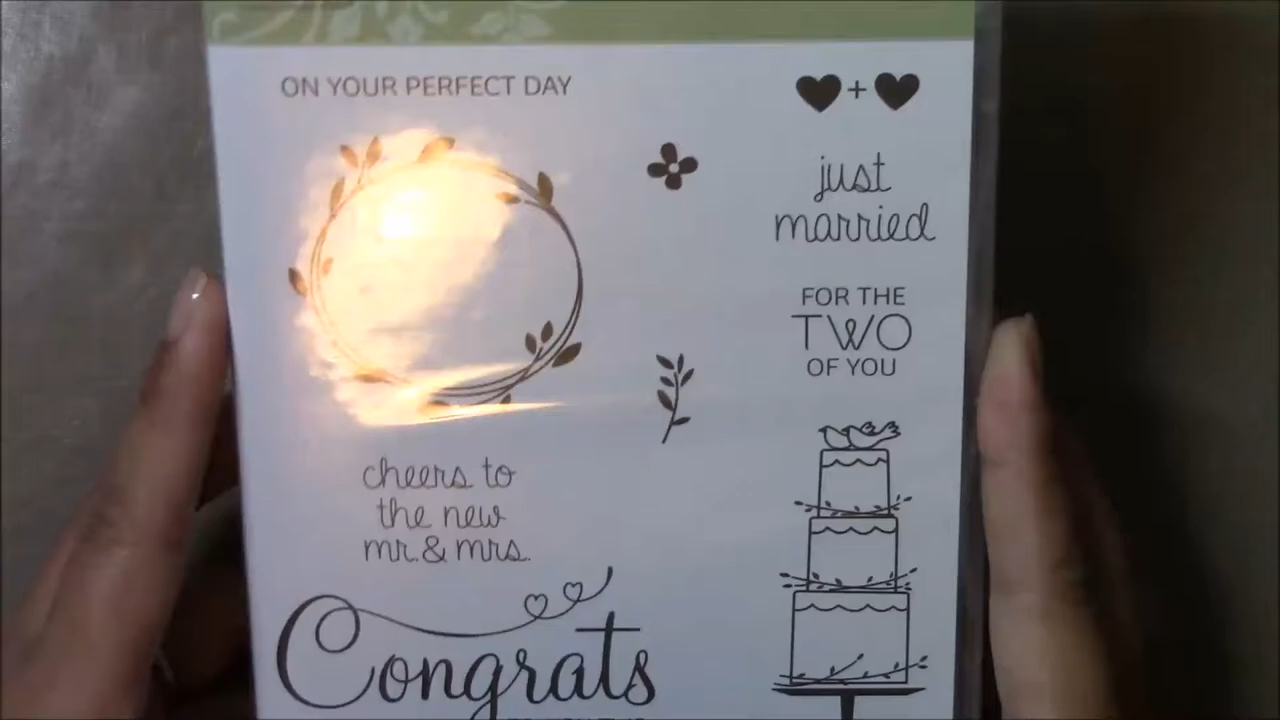 ON YOUR PERFECT DAY
cheers to
the new
mr. & mrs.
Congrats
+
just
married
FOR THE
TWO
OF YOU